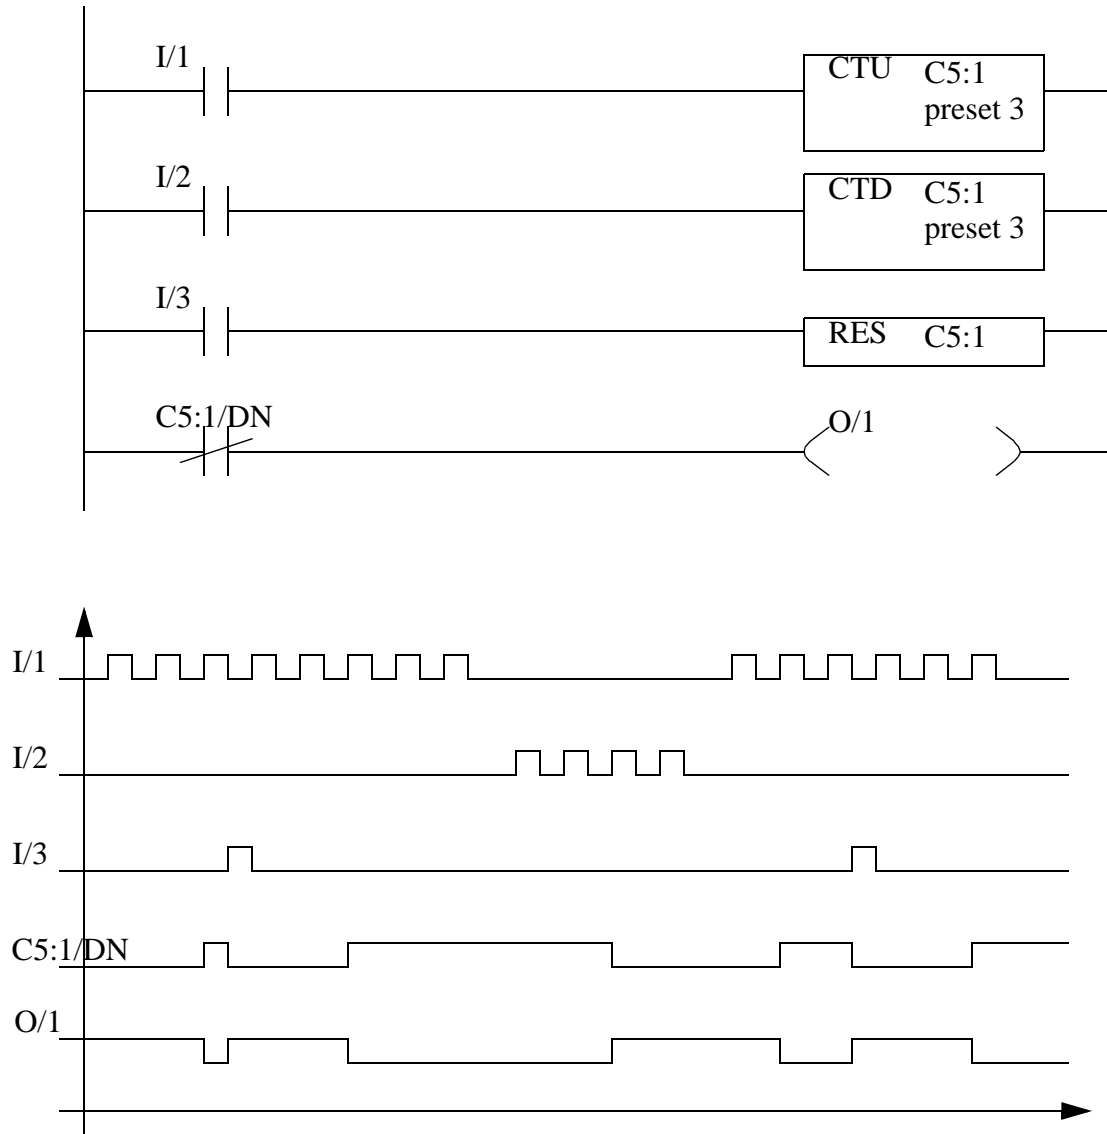 I/1
CTU C5:1
preset 3
I/2
CTD C5:1
preset 3
I/3
RES C5:1
C5:1/DN
O/1
I/1
I/2
I/3
C5:1/DN
O/1